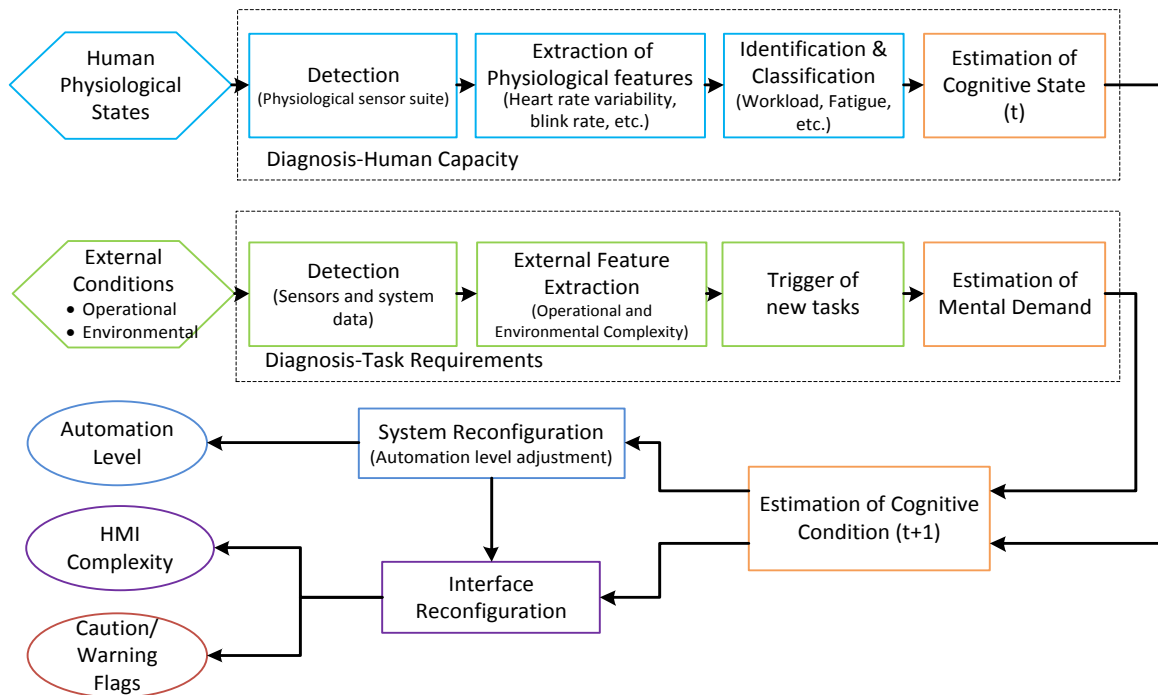 Human
Physiological
States
Detection
(Physiological sensor suite)
Extraction of
Physiological features
(Heart rate variability,
blink rate, etc.)
Identification &
Classification
(Workload, Fatigue,
etc.)
Estimation of
Cognitive State
(t)
Diagnosis-Human Capacity
External
Conditions
• Operational
• Environmental
Detection
(Sensors and system
data)
External Feature
Extraction
(Operational and
Environmental Complexity)
Trigger of
new tasks
Estimation of
Mental Demand
Diagnosis-Task Requirements
Automation
Level
System Reconfiguration
(Automation level adjustment)
Estimation of Cognitive
Condition (t+1)
HMI
Complexity
Interface
Reconfiguration
Caution/
Warning
Flags